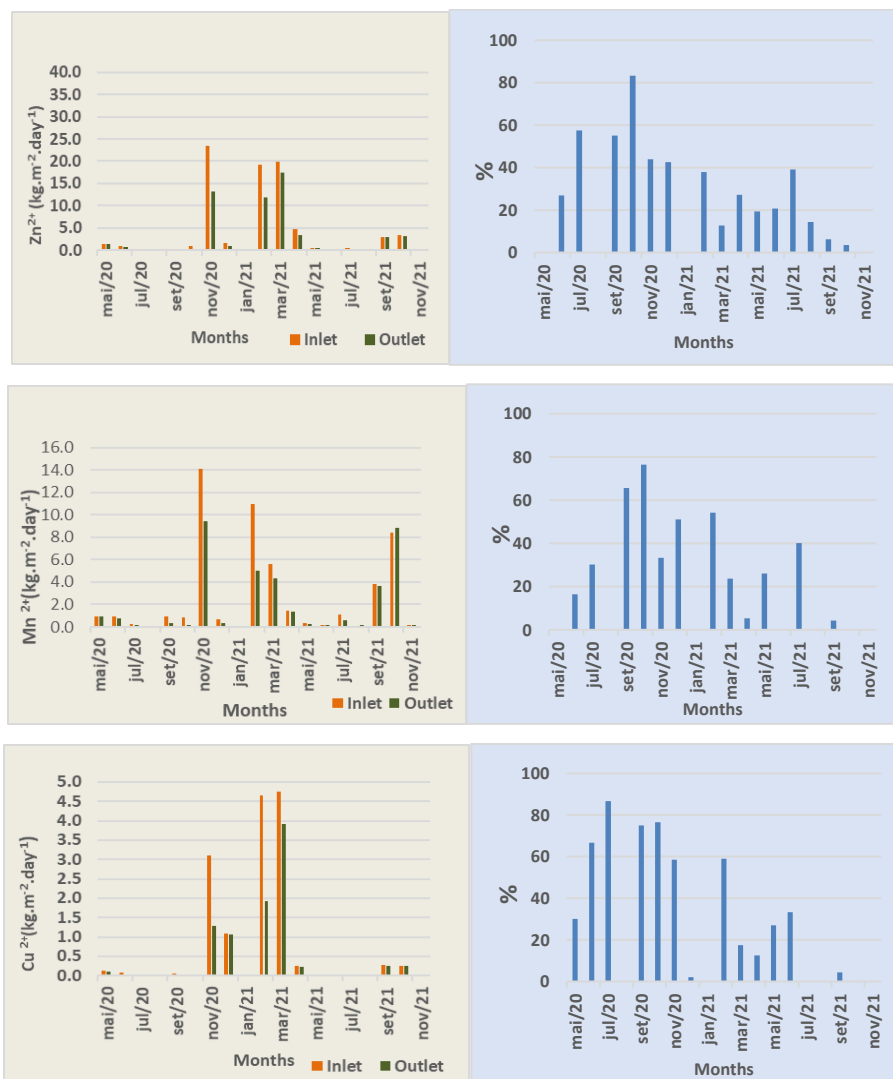 Zn²⁺ (kg.m⁻².day⁻¹)
40.0
35.0
30.0
25.0
20.0
15.0
10.0
5.0
0.0
mai/20
jul/20
set/20
nov/20
jan/21
mar/21
mai/21
jul/21
set/21
nov/21
Months
Inlet
Outlet
%
100
80
60
40
20
0
mai/20
jul/20
set/20
nov/20
jan/21
mar/21
mai/21
jul/21
set/21
nov/21
Months
Mn ²⁺(kg.m⁻².day⁻¹)
16.0
14.0
12.0
10.0
8.0
6.0
4.0
2.0
0.0
mai/20
jul/20
set/20
nov/20
jan/21
mar/21
mai/21
jul/21
set/21
nov/21
Months
Inlet
Outlet
%
100
80
60
40
20
0
mai/20
jul/20
set/20
nov/20
jan/21
mar/21
mai/21
jul/21
set/21
nov/21
Months
Cu ²⁺(kg.m⁻².day⁻¹)
5.0
4.5
4.0
3.5
3.0
2.5
2.0
1.5
1.0
0.5
0.0
mai/20
jul/20
set/20
nov/20
jan/21
mar/21
mai/21
jul/21
set/21
nov/21
Months
Inlet
Outlet
%
100
80
60
40
20
0
mai/20
jul/20
set/20
nov/20
jan/21
mar/21
mai/21
jul/21
set/21
nov/21
Months